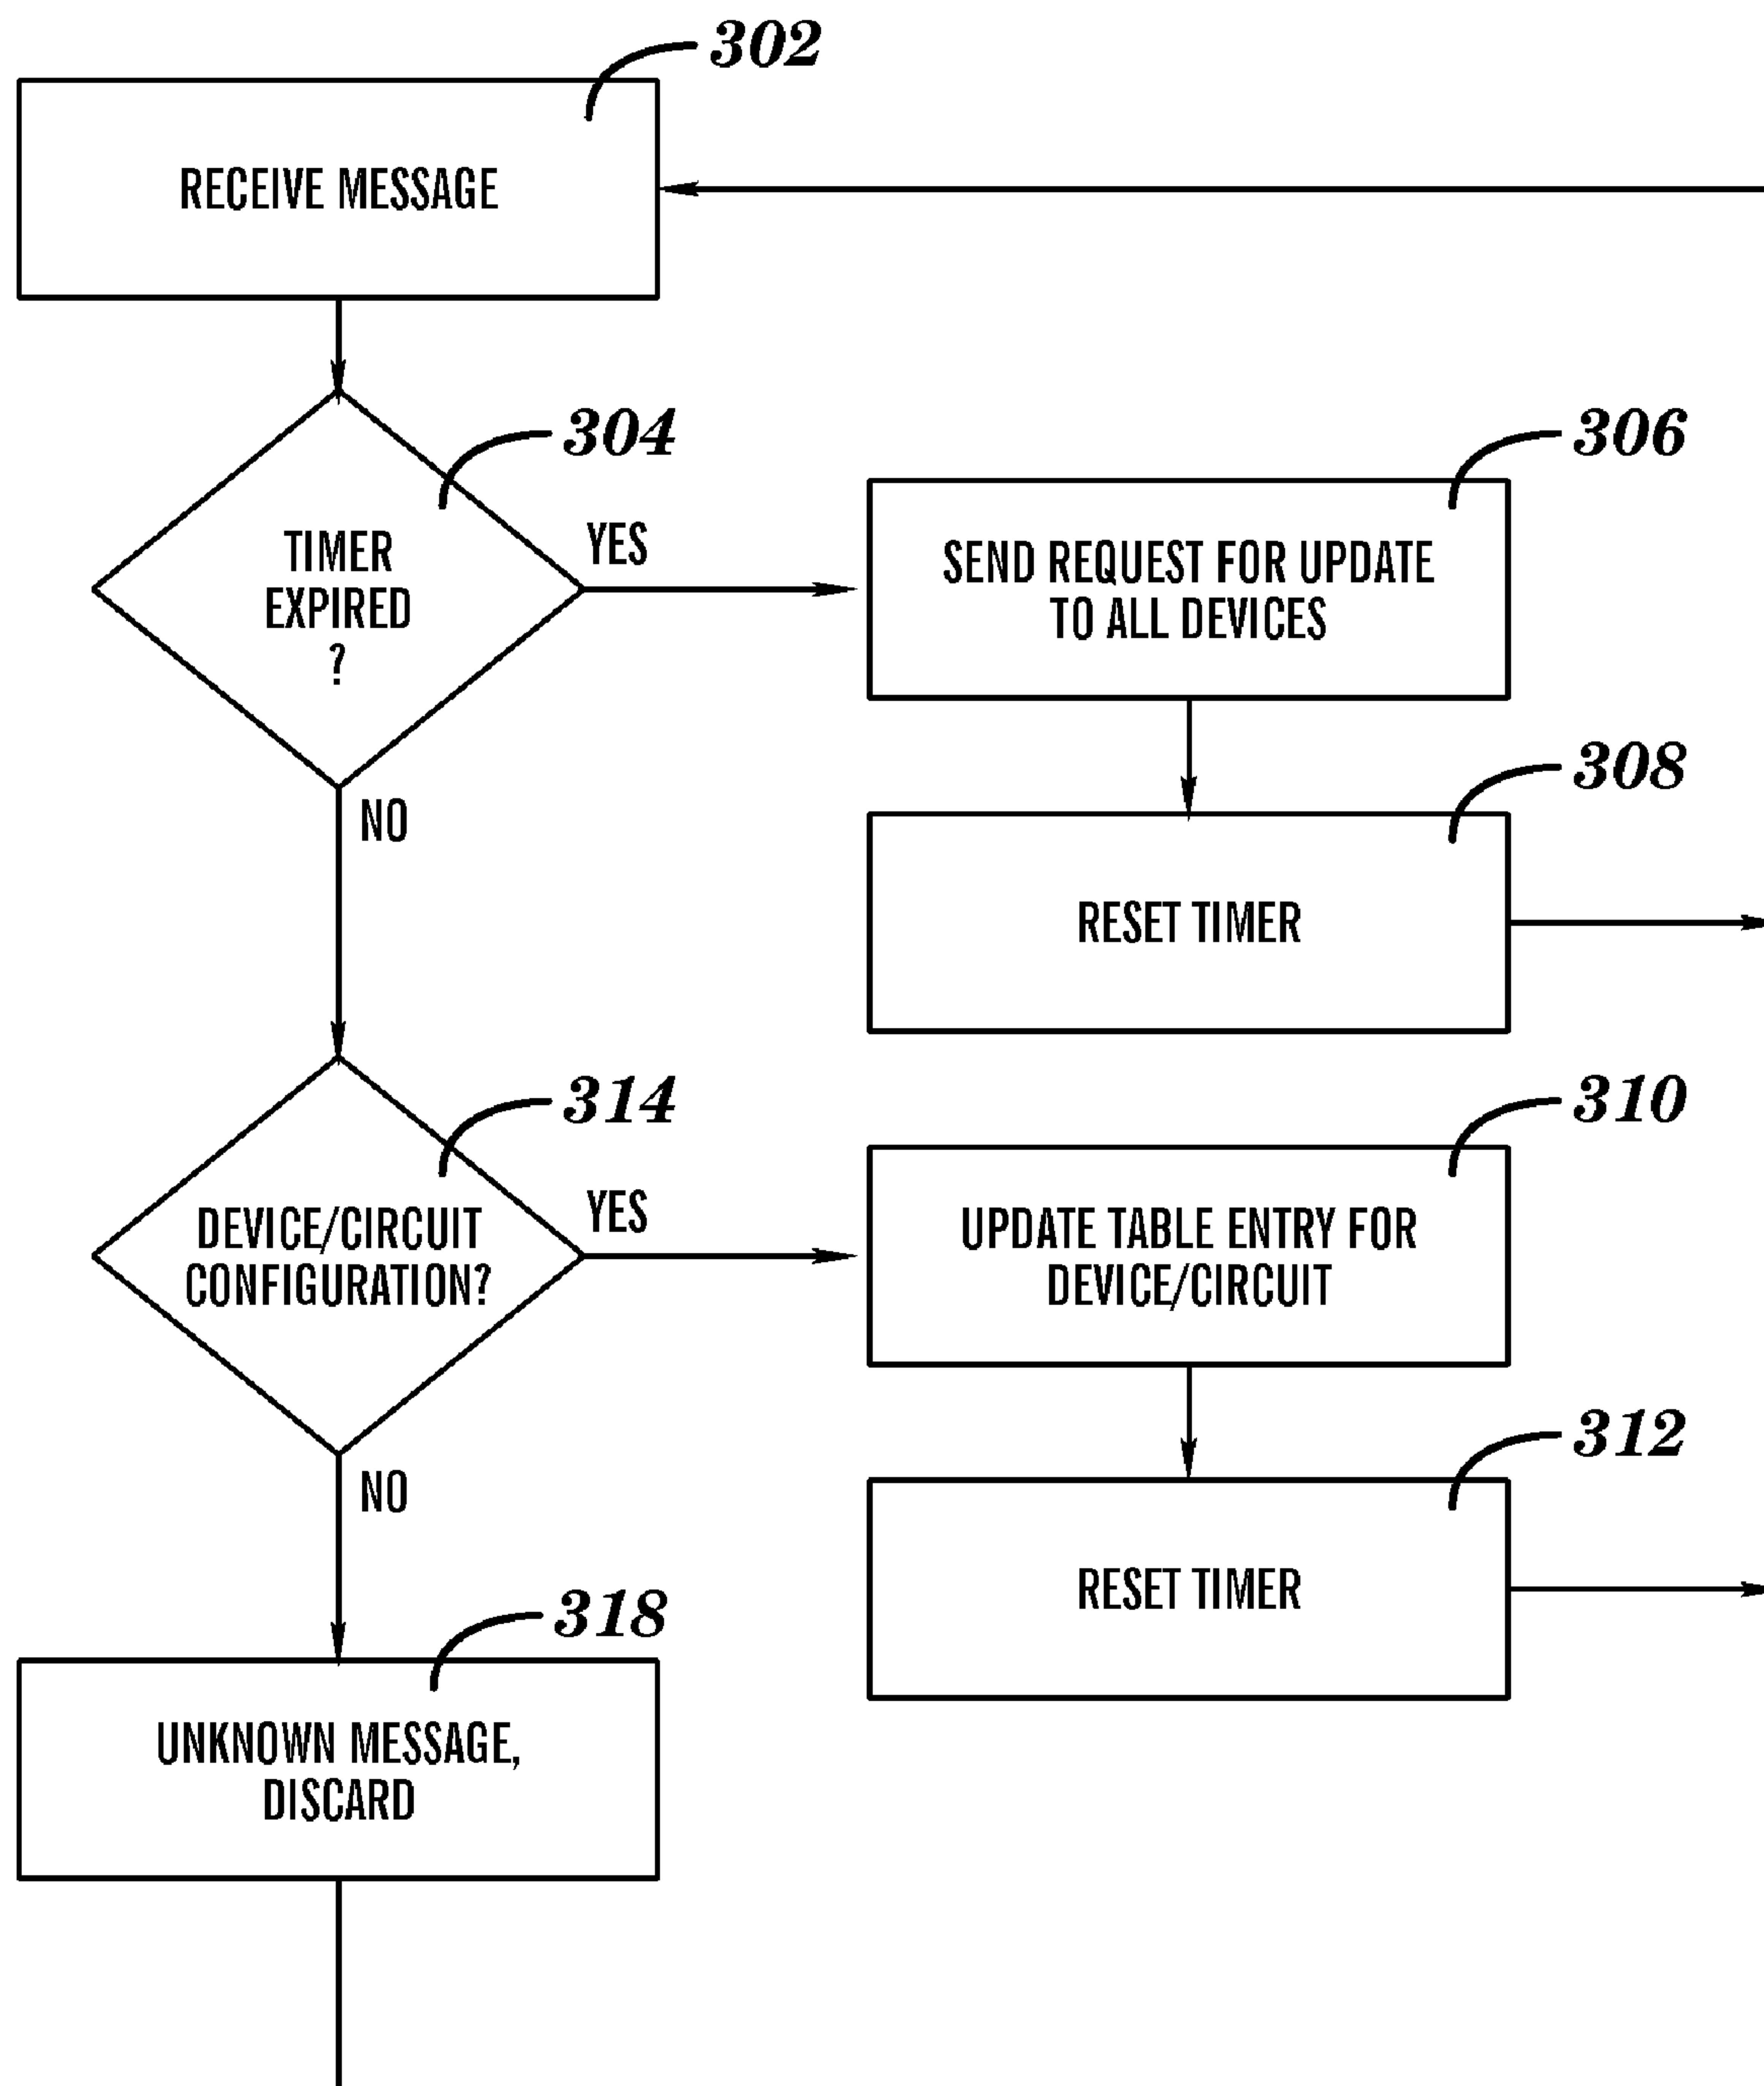 302
RECEIVE MESSAGE
304
TIMER
EXPIRED
?
YES
NO
306
SEND REQUEST FOR UPDATE
TO ALL DEVICES
308
RESET TIMER
314
DEVICE/CIRCUIT
CONFIGURATION?
YES
NO
310
UPDATE TABLE ENTRY FOR
DEVICE/CIRCUIT
312
RESET TIMER
318
UNKNOWN MESSAGE,
DISCARD